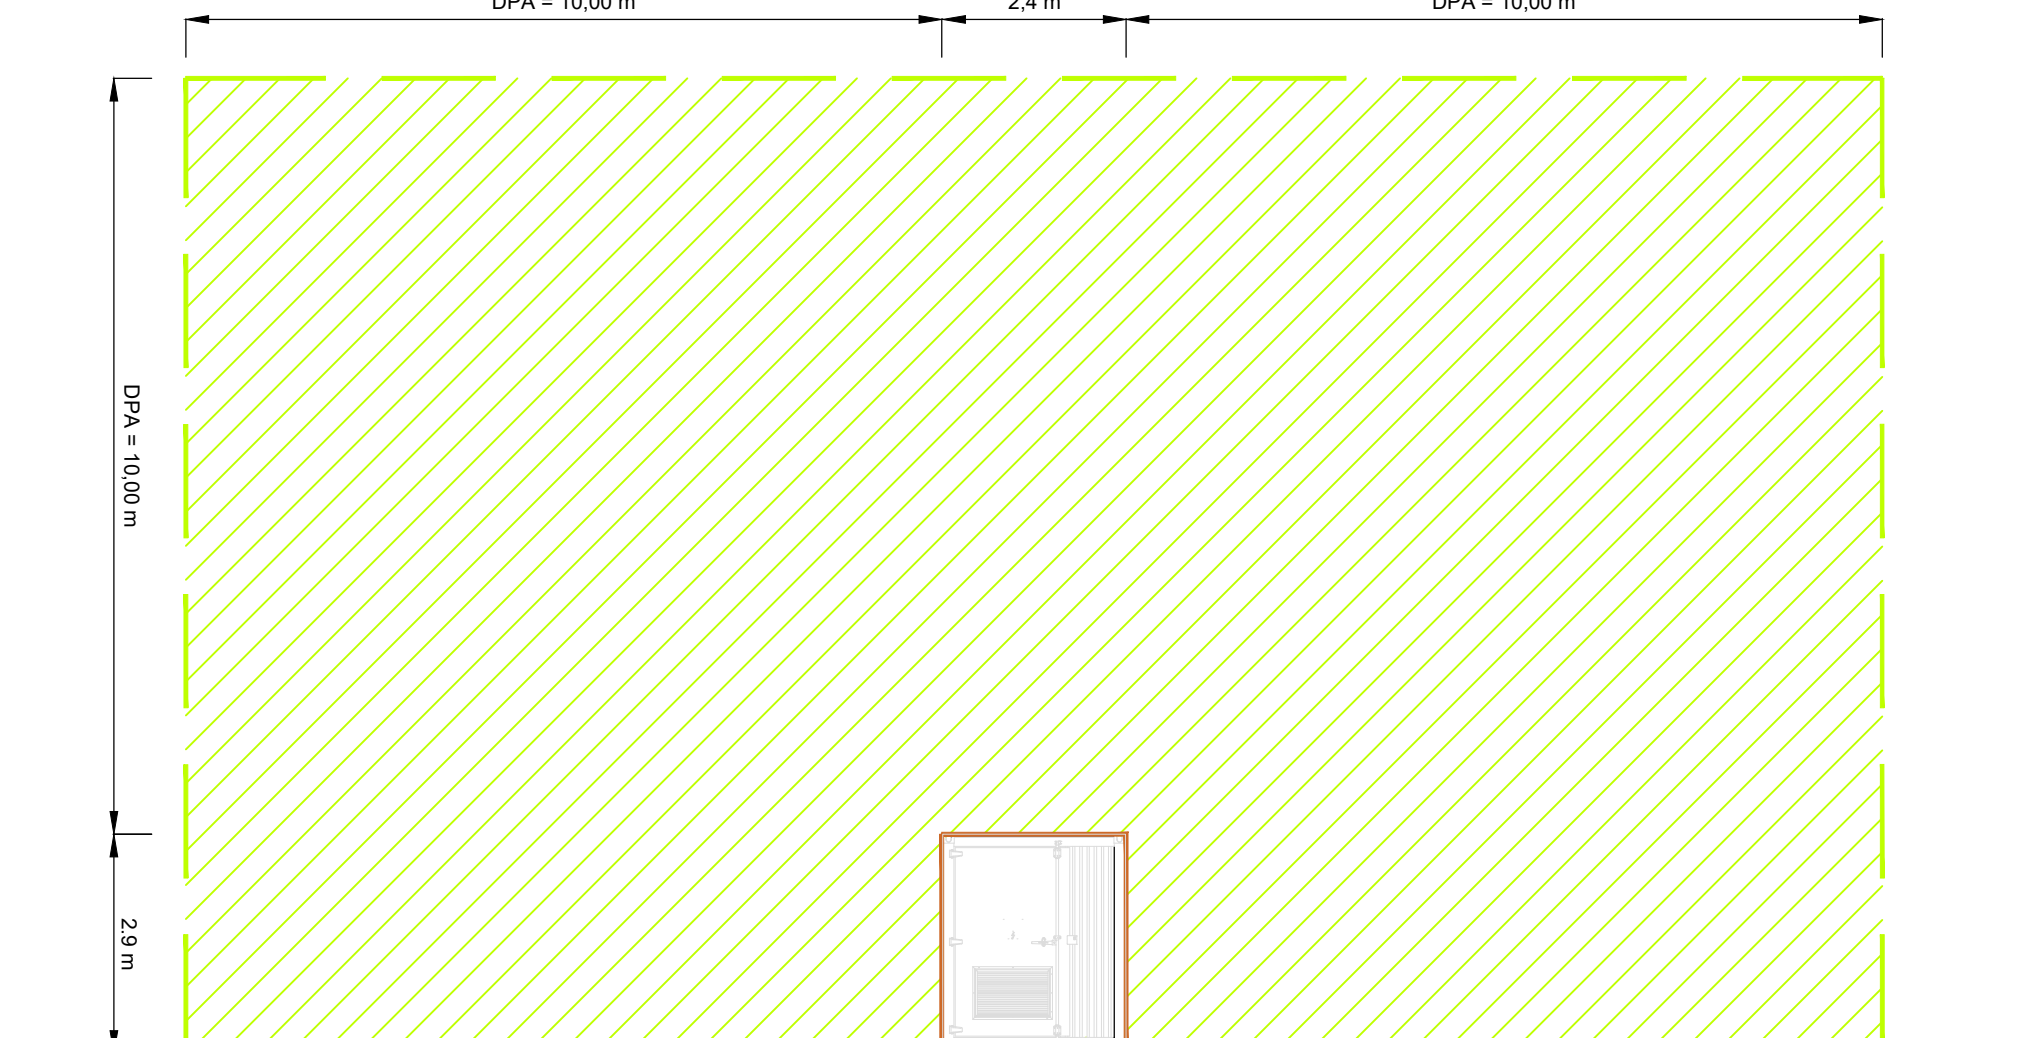 DPA = 10,00 m
2,4 m
DPA = 10,00 m
DPA = 10,00 m
2.9 m